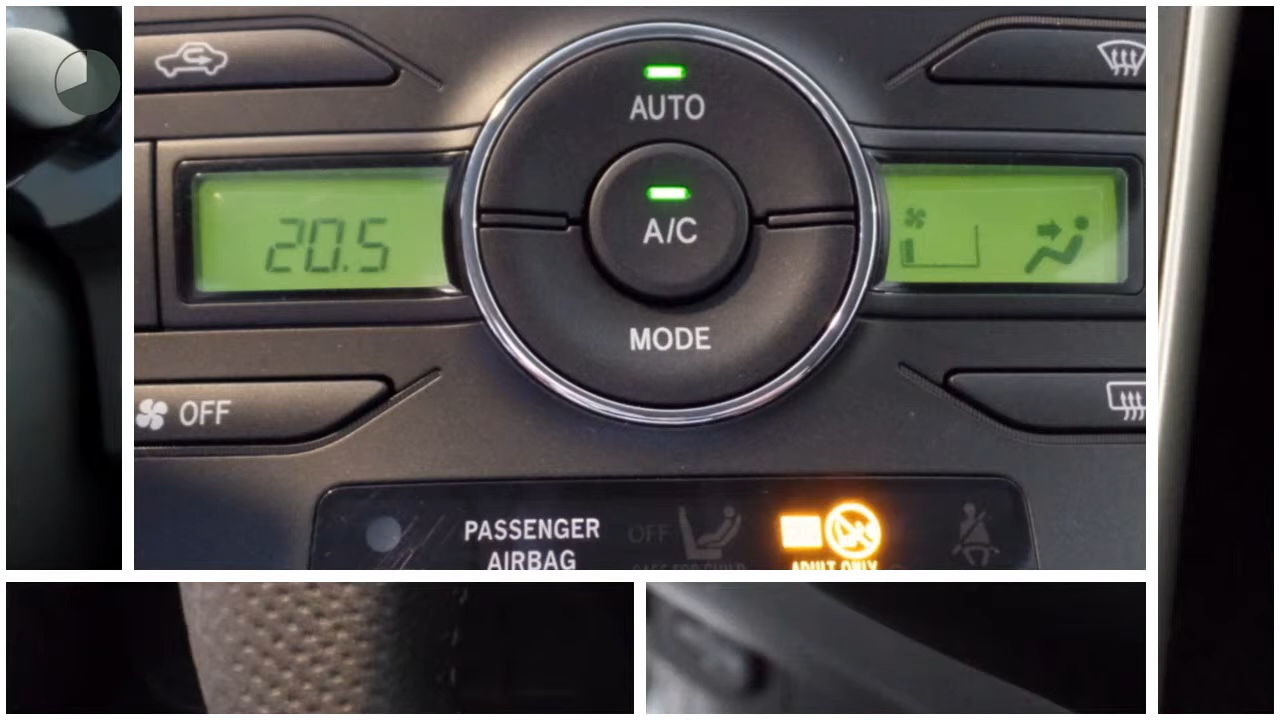 AUTO
A/C
20.5
MODE
OFF
PASSENGER
AIRBAG
OFF
ADULT ONLY